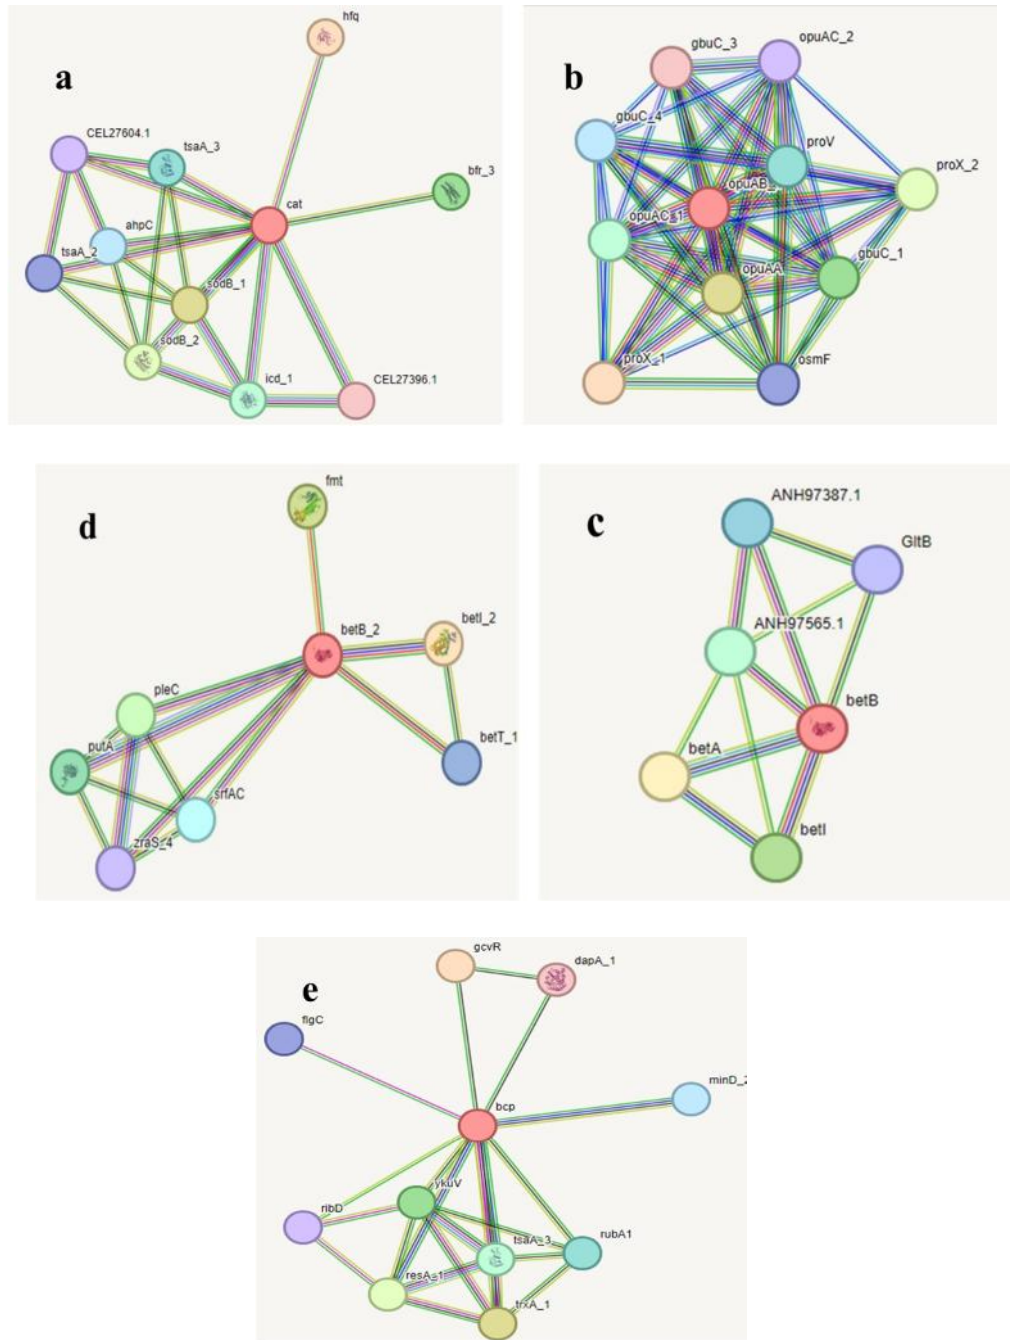 a
hfq
CEL27604.1
tsaA_3
bfr_3
cat
ahpC
tsaA_2
sodB_1
sodB_2
icd_1
CEL27396.1
b
gbuC_3
opuAC_2
gbuC_4
proV
proX_2
opuAB_
opuAC_1
gbuC_1
opuAA
proX_1
osmF
d
fmt
betI_2
betB_2
pleC
betT_1
putA
srfAC
zraS_4
c
ANH97387.1
GltB
ANH97565.1
betB
betA
betI
e
gcvR
dapA_1
flgC
minD_2
bcp
ykuV
ribD
rubA1
tsaA_3
resA_1
trxA_1